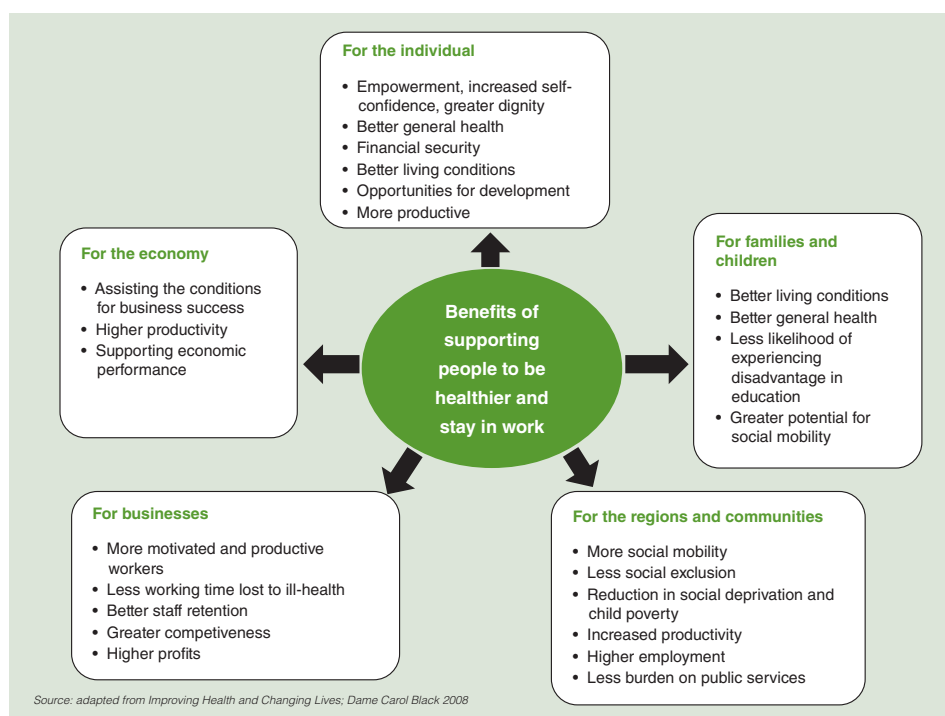 For the individual
• Empowerment, increased self-
confidence, greater dignity
• Better general health
• Financial security
• Better living conditions
• Opportunities for development
• More productive
For the economy
• Assisting the conditions
for business success
• Higher productivity
• Supporting economic
performance
Benefits of
supporting
people to be
healthier and
stay in work
For families and
children
• Better living conditions
• Better general health
• Less likelihood of
experiencing
disadvantage in
education
• Greater potential for
social mobility
For businesses
• More motivated and productive
workers
• Less working time lost to ill-health
• Better staff retention
• Greater competiveness
• Higher profits
For the regions and communities
• More social mobility
• Less social exclusion
• Reduction in social deprivation and
child poverty
• Increased productivity
• Higher employment
• Less burden on public services
Source: adapted from Improving Health and Changing Lives; Dame Carol Black 2008